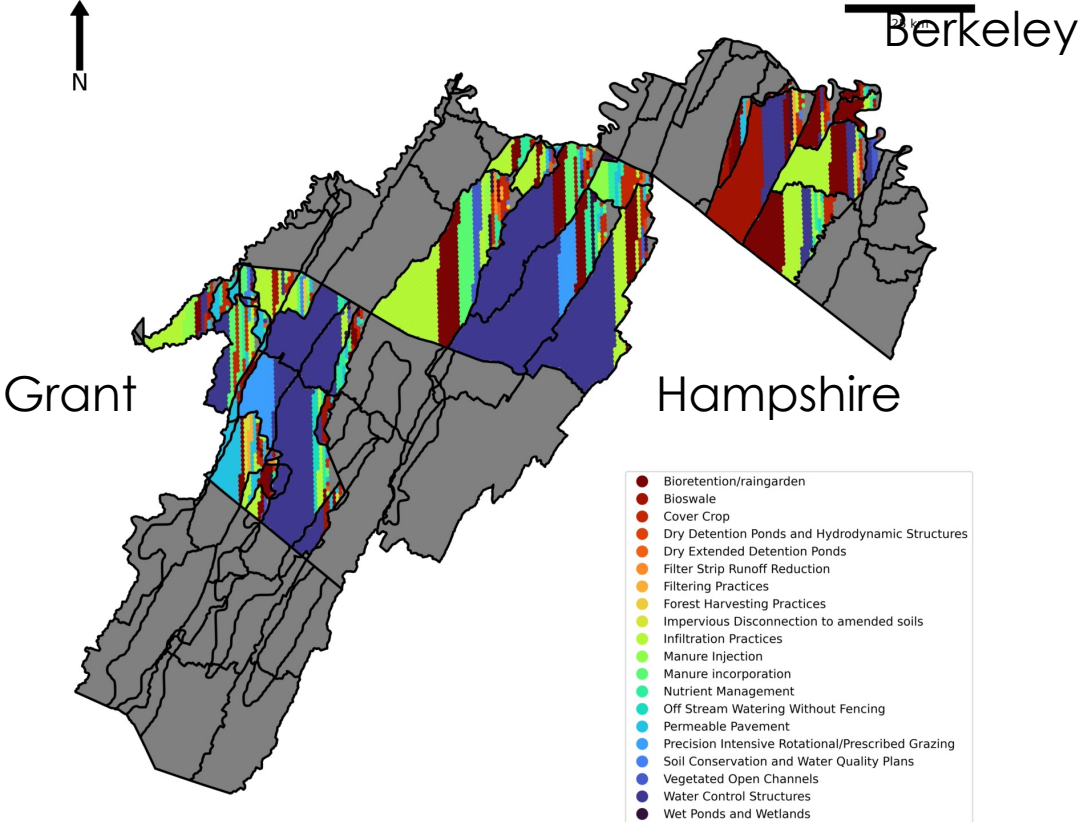 25 km
Berkeley
N
Grant
Hampshire
Bioretention/raingarden
Bioswale
Cover Crop
Dry Detention Ponds and Hydrodynamic Structures
Dry Extended Detention Ponds
Filter Strip Runoff Reduction
Filtering Practices
Forest Harvesting Practices
Impervious Disconnection to amended soils
Infiltration Practices
Manure Injection
Manure incorporation
Nutrient Management
Off Stream Watering Without Fencing
Permeable Pavement
Precision Intensive Rotational/Prescribed Grazing
Soil Conservation and Water Quality Plans
Vegetated Open Channels
Water Control Structures
Wet Ponds and Wetlands